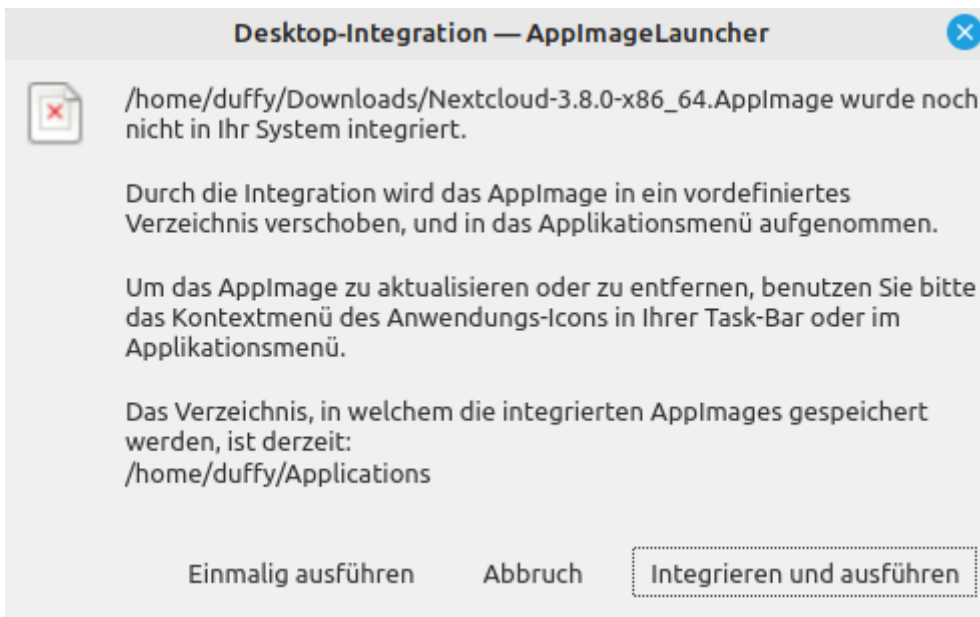 Desktop-Integration — AppImageLauncher
/home/duffy/Downloads/Nextcloud-3.8.0-x86_64.AppImage wurde noch
nicht in Ihr System integriert.
Durch die Integration wird das AppImage in ein vordefiniertes
Verzeichnis verschoben, und in das Applikationsmenü aufgenommen.
Um das AppImage zu aktualisieren oder zu entfernen, benutzen Sie bitte
das Kontextmenü des Anwendungs-Icons in Ihrer Task-Bar oder im
Applikationsmenü.
Das Verzeichnis, in welchem die integrierten AppImages gespeichert
werden, ist derzeit:
/home/duffy/Applications
Einmalig ausführen Abbruch Integrieren und ausführen